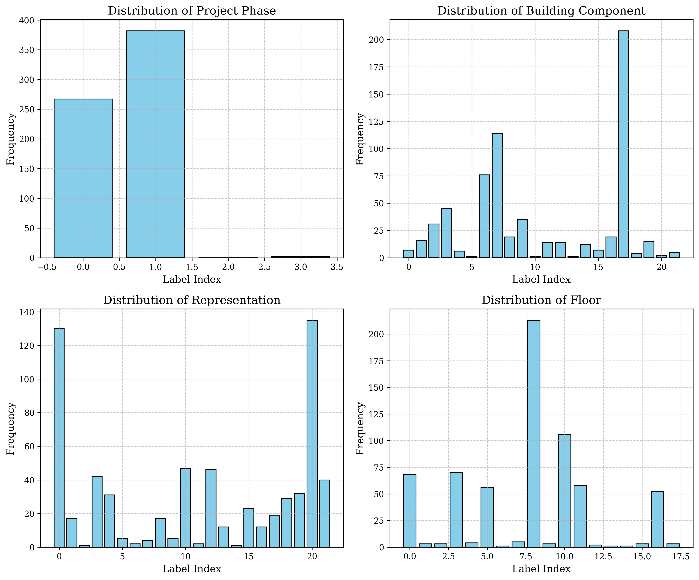 Distribution of Project Phase
Frequency
400
350
300
250
200
150
100
50
0
−0.5 0.0 0.5 1.0 1.5 2.0 2.5 3.0 3.5
Label Index
Distribution of Building Component
Frequency
200
175
150
125
100
75
50
25
0
0 5 10 15 20
Label Index
Distribution of Representation
Frequency
140
120
100
80
60
40
20
0
0 5 10 15 20
Label Index
Distribution of Floor
Frequency
200
175
150
125
100
75
50
25
0
0.0 2.5 5.0 7.5 10.0 12.5 15.0 17.5
Label Index